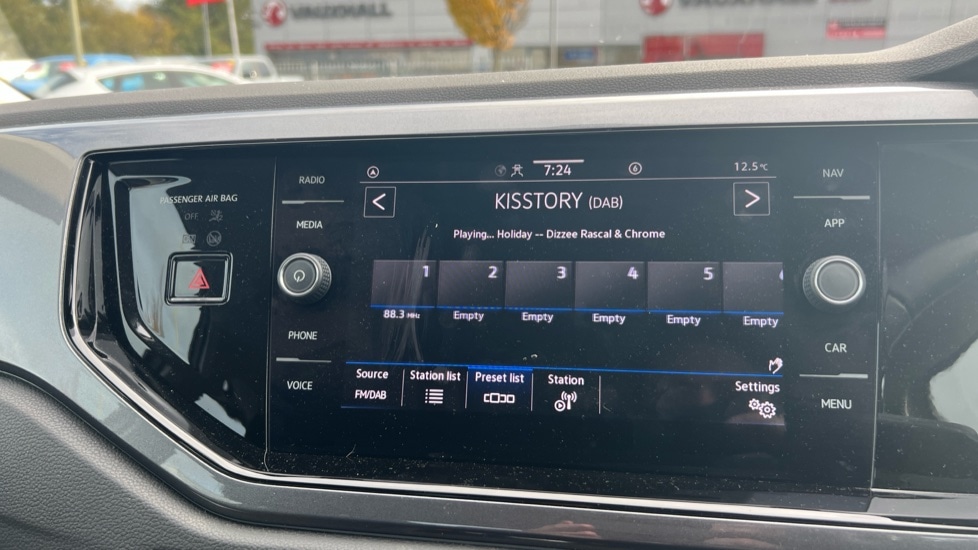 VAUXHALL
7:24
6
12.5°C
KISSTORY (DAB)
Playing... Holiday -- Dizzee Rascal & Chrome
1 2 3 4 5
88.3 MHz Empty Empty Empty Empty Empty
Source Station list Preset list Station Settings
FM/DAB
PASSENGER AIR BAG
OFF
ON
RADIO
MEDIA
PHONE
VOICE
NAV
APP
CAR
MENU